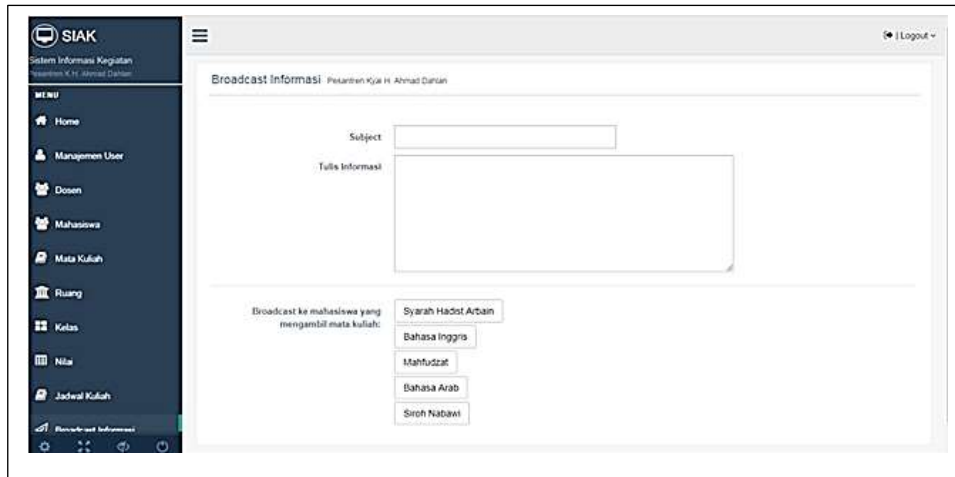 SIAK
Sistem Informasi Kegiatan
Pesantren K.H. Ahmad Dahlan
MENU
Home
Manajemen User
Dosen
Mahasiswa
Mata Kuliah
Ruang
Kelas
Nilai
Jadwal Kuliah
Broadcast Informasi
| Logout
Broadcast Informasi Pesantren Kyai H. Ahmad Dahlan
Subject
Tulis Informasi
Broadcast ke mahasiswa yang
mengambil mata kuliah:
Syarah Hadist Arbain
Bahasa Inggris
Mahfudzat
Bahasa Arab
Siroh Nabawi